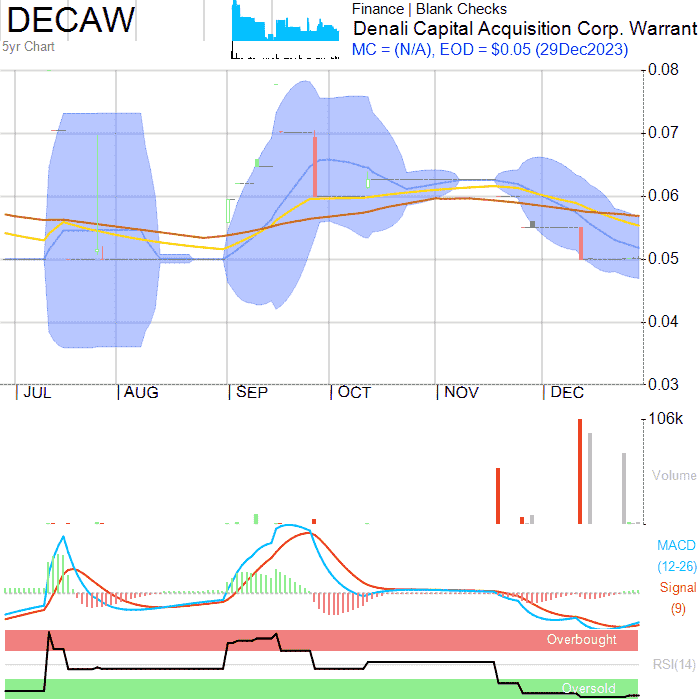 DECAW
5yr Chart
Finance | Blank Checks
Denali Capital Acquisition Corp. Warrant
MC = (N/A), EOD = $0.05 (29Dec2023)
0.08
0.07
0.06
0.05
0.04
0.03
JUL AUG SEP OCT NOV DEC
106k
Volume
MACD
(12-26)
Signal
(9)
Overbought
RSI(14)
Oversold